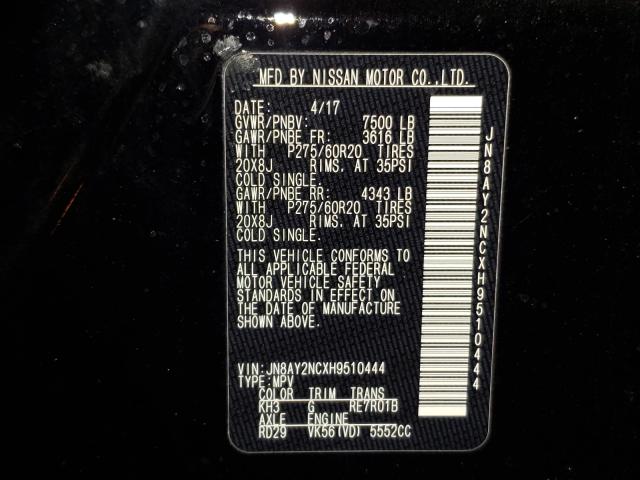 MFD BY NISSAN MOTOR CO.,LTD.
DATE: 4/17
GVWR/PNBV: 7500 LB
GAWR/PNBE FR: 3616 LB
WITH P275/60R20 TIRES
20X8J RIMS. AT 35PSI
COLD SINGLE.
GAWR/PNBE RR: 4343 LB
WITH P275/60R20 TIRES
20X8J RIMS. AT 35PSI
COLD SINGLE.
THIS VEHICLE CONFORMS TO
ALL APPLICABLE FEDERAL
MOTOR VEHICLE SAFETY
STANDARDS IN EFFECT ON
THE DATE OF MANUFACTURE
SHOWN ABOVE.
VIN:JN8AY2NCXH9510444
TYPE:MPV
COLOR TRIM TRANS
KH3 G RE7R01B
AXLE ENGINE
RD29 VK56(VD) 5552CC
JN8AY2NCXH9510444